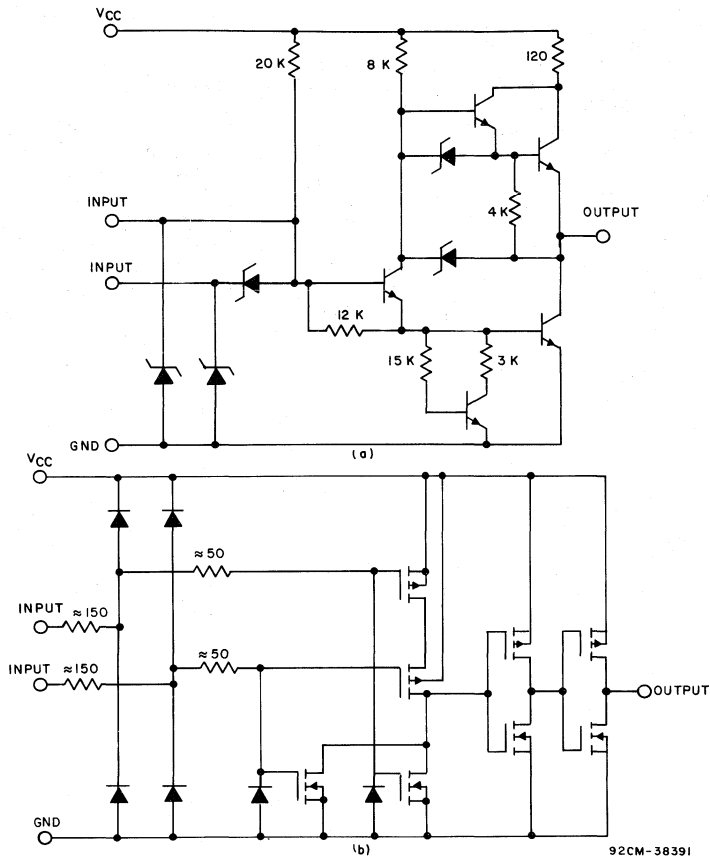 VCC
20 K
8 K
120
INPUT
4 K
OUTPUT
INPUT
12 K
15 K
3 K
GND
(a)
VCC
≈50
INPUT
≈150
≈50
INPUT
≈150
OUTPUT
GND
(b)
92CM-38391